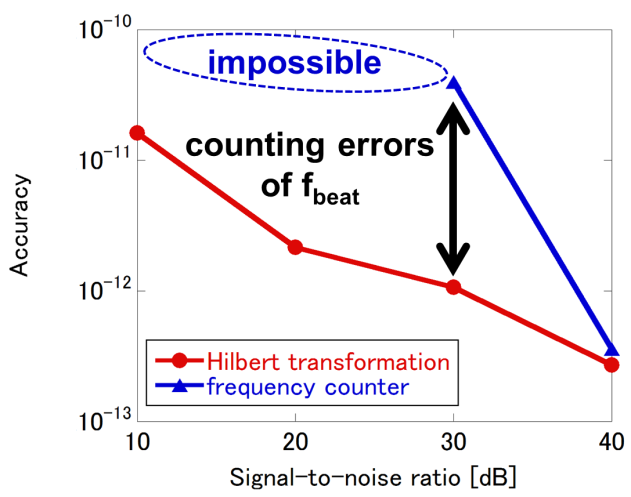 10-10
impossible
counting errors
of fbeat
10-11
Accuracy
10-12
Hilbert transformation
frequency counter
10-13
10 20 30 40
Signal-to-noise ratio [dB]